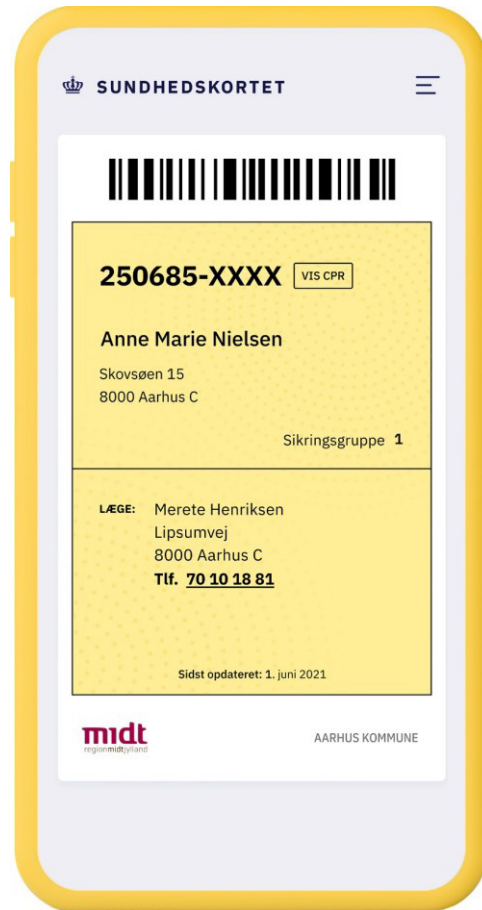 SUNDHEDSKORTET
250685-XXXX VIS CPR
Anne Marie Nielsen
Skovsøen 15
8000 Aarhus C
Sikringsgruppe 1
LÆGE: Merete Henriksen
Lipsumvej
8000 Aarhus C
Tlf. 70 10 18 81
Sidst opdateret: 1. juni 2021
midt
regionmidtjylland
AARHUS KOMMUNE